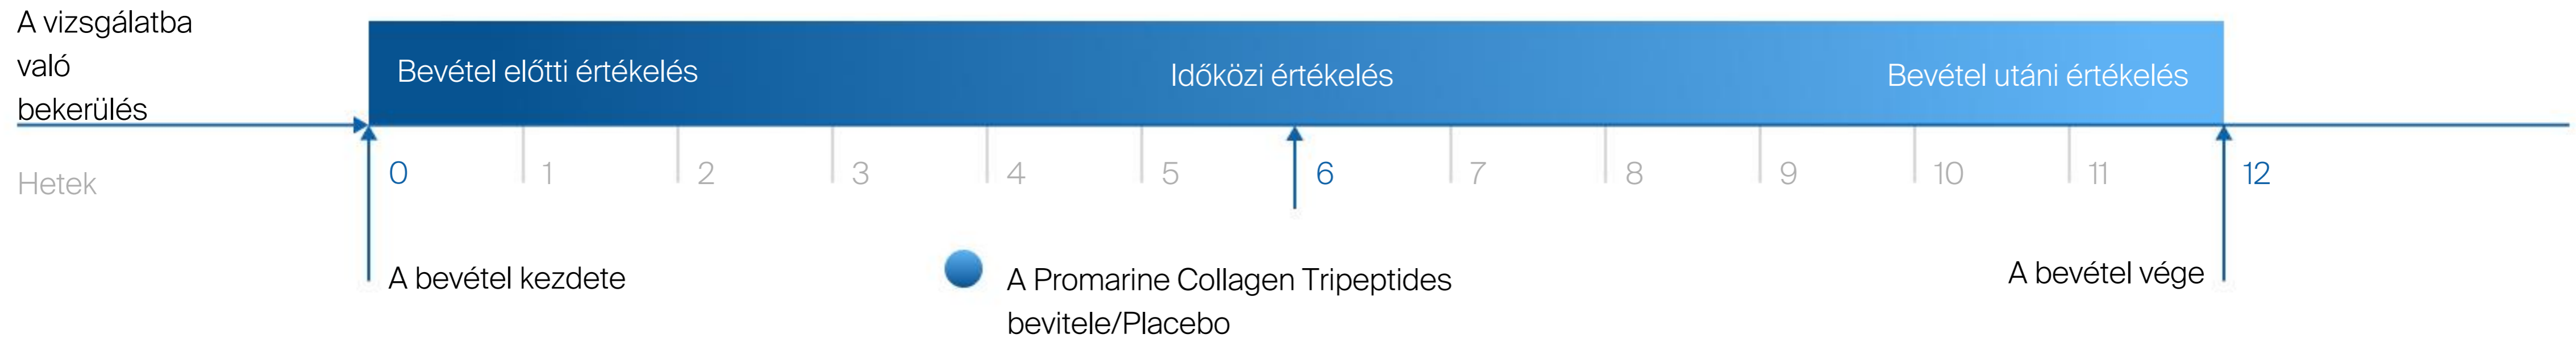 A vizsgálatba
való
bekerülés
Bevétel előtti értékelés
Időközi értékelés
Bevétel utáni értékelés
Hetek
0 1 2 3 4 5 6 7 8 9 10 11 12
A bevétel kezdete
A Promarine Collagen Tripeptides
bevitele/Placebo
A bevétel vége